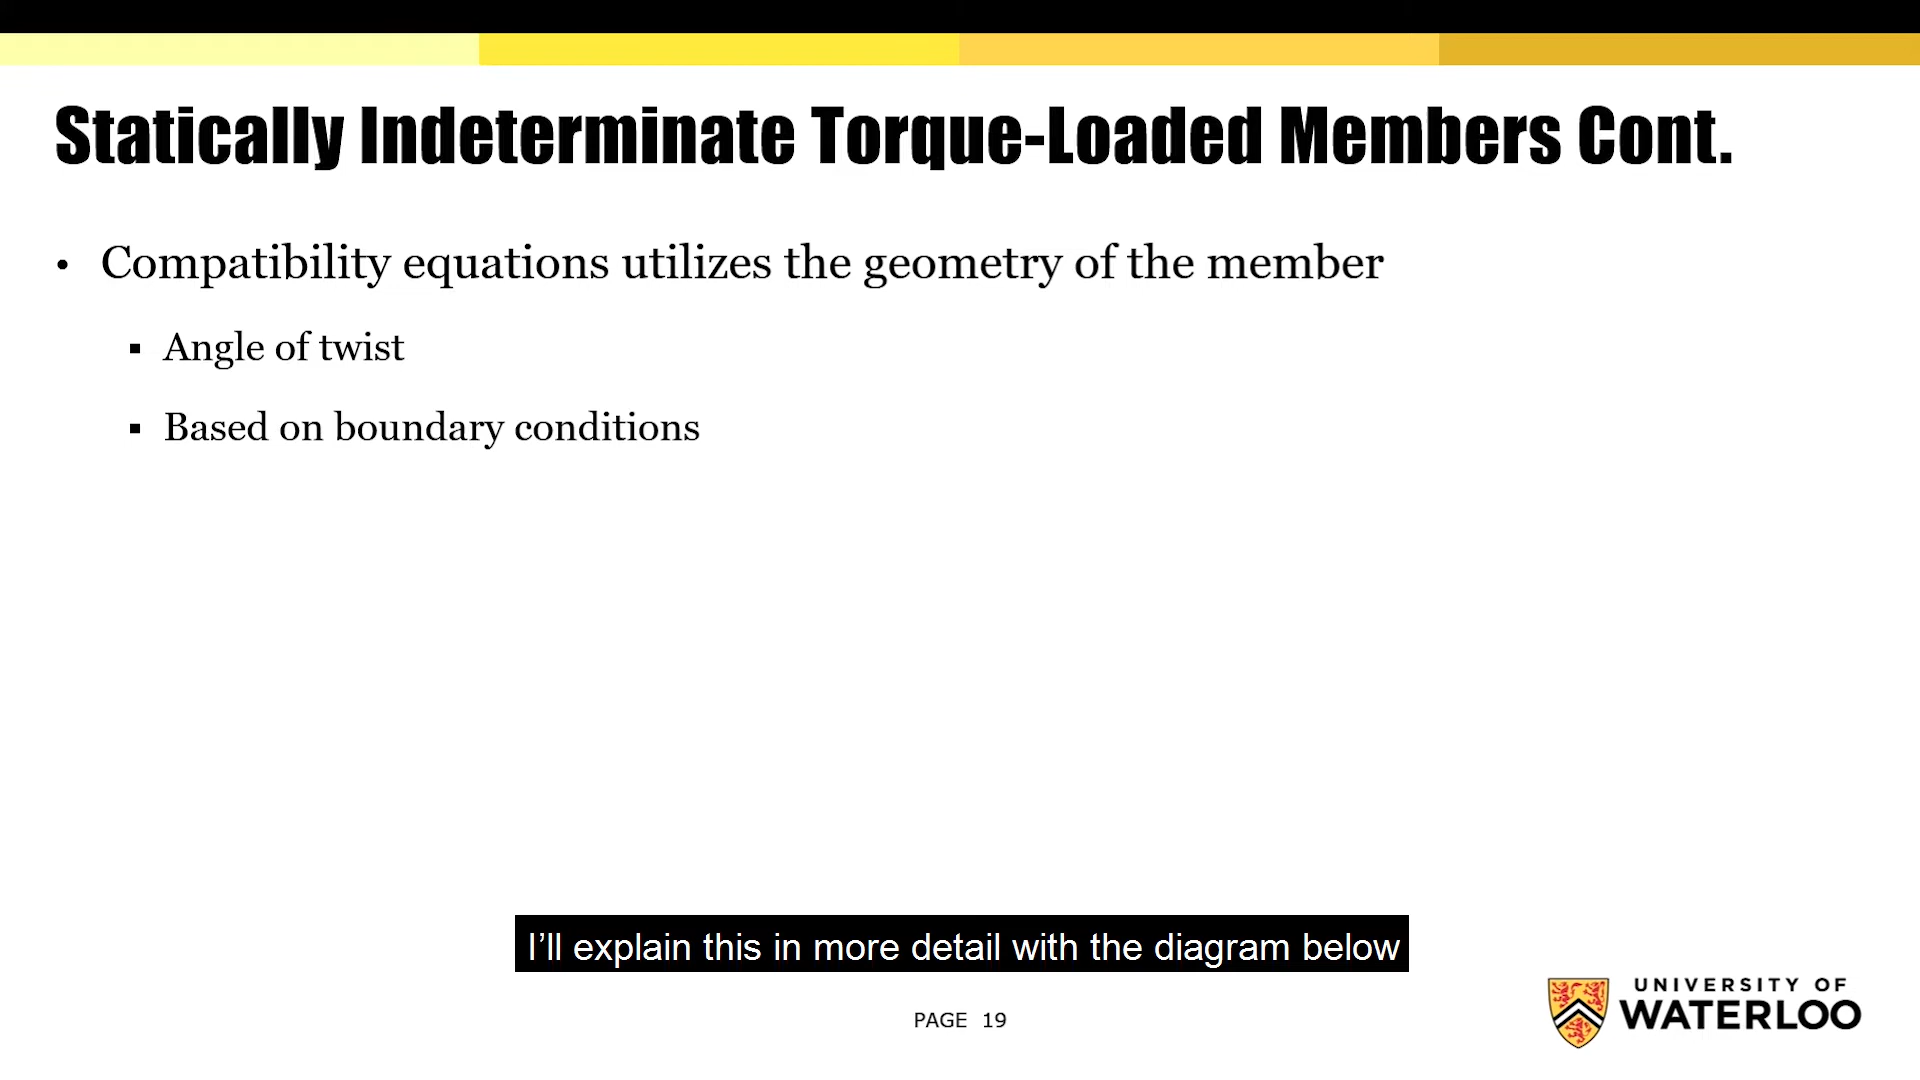 Statically Indeterminate Torque-Loaded Members Cont.
• Compatibility equations utilizes the geometry of the member
▪ Angle of twist
▪ Based on boundary conditions
I’ll explain this in more detail with the diagram below
PAGE 19
UNIVERSITY OF
WATERLOO